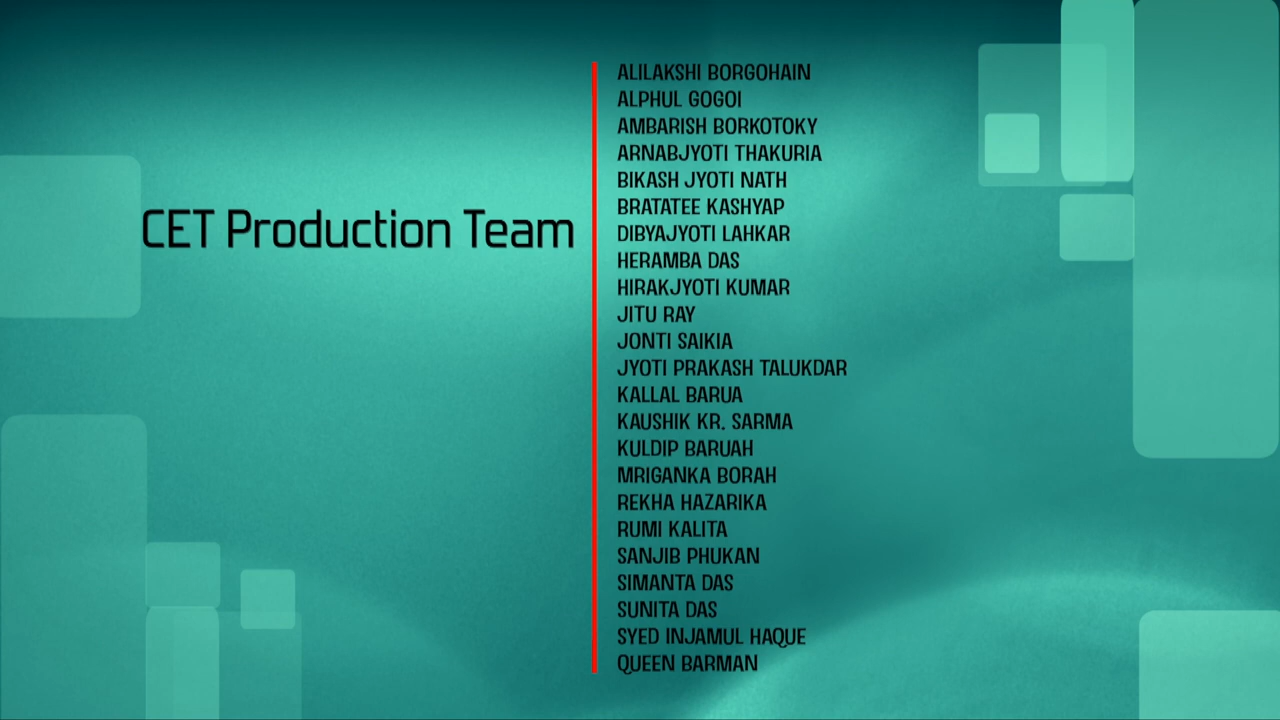 CET Production Team
ALILAKSHI BORGOHAIN
ALPHUL GOGOI
AMBARISH BORKOTOKY
ARNABJYOTI THAKURIA
BIKASH JYOTI NATH
BRATATEE KASHYAP
DIBYAJYOTI LAHKAR
HERAMBA DAS
HIRAKJYOTI KUMAR
JITU RAY
JONTI SAIKIA
JYOTI PRAKASH TALUKDAR
KALLAL BARUA
KAUSHIK KR. SARMA
KULDIP BARUAH
MRIGANKA BORAH
REKHA HAZARIKA
RUMI KALITA
SANJIB PHUKAN
SIMANTA DAS
SUNITA DAS
SYED INJAMUL HAQUE
QUEEN BARMAN